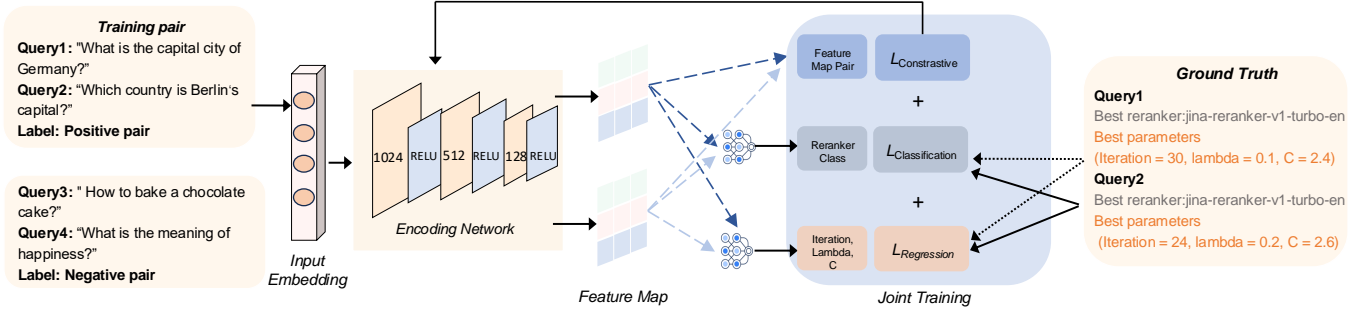 Training pair
Query1: "What is the capital city of
Germany?”
Query2: “Which country is Berlin's
capital?”
Label: Positive pair
Query3: " How to bake a chocolate
cake?”
Query4: “What is the meaning of
happiness?”
Label: Negative pair
Input
Embedding
1024
RELU
512
RELU
128
RELU
Encoding Network
Feature Map
Feature
Map Pair
LConstrastive
+
Reranker
Class
LClassification
+
Iteration,
Lambda,
C
LRegression
Joint Training
Ground Truth
Query1
Best reranker:jina-reranker-v1-turbo-en
Best parameters
(Iteration = 30, lambda = 0.1, C = 2.4)
Query2
Best reranker:jina-reranker-v1-turbo-en
Best parameters
(Iteration = 24, lambda = 0.2, C = 2.6)